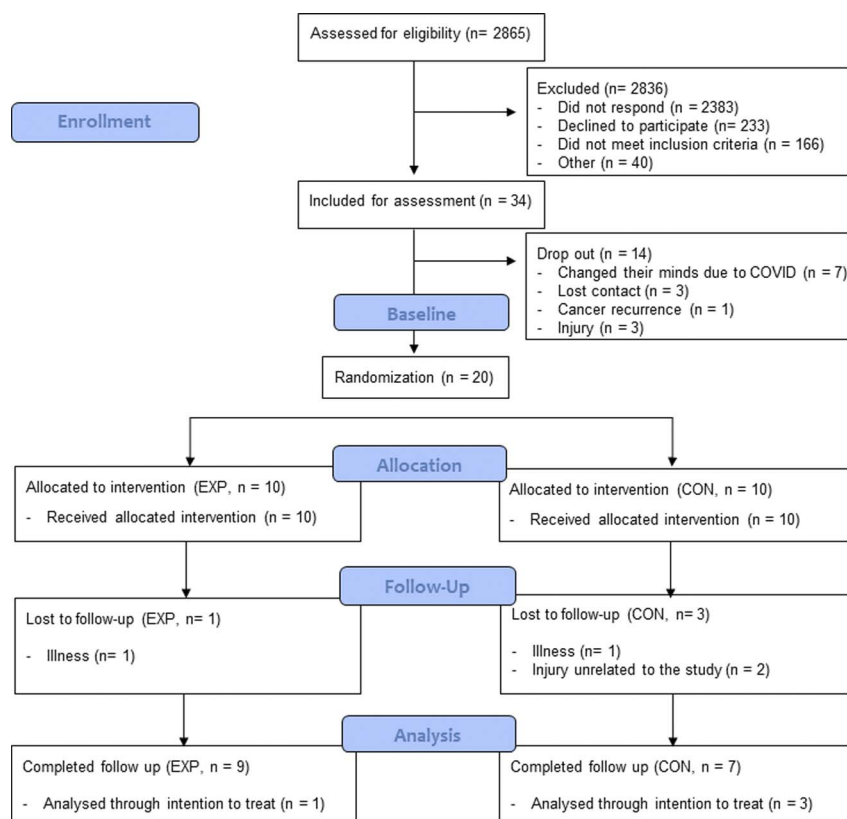 Assessed for eligibility (n= 2865)
Excluded (n= 2836)
- Did not respond (n = 2383)
- Declined to participate (n= 233)
- Did not meet inclusion criteria (n = 166)
- Other (n = 40)
Enrollment
Included for assessment (n = 34)
Drop out (n = 14)
- Changed their minds due to COVID (n = 7)
- Lost contact (n = 3)
- Cancer recurrence (n = 1)
- Injury (n = 3)
Baseline
Randomization (n = 20)
Allocation
Allocated to intervention (EXP, n = 10)
- Received allocated intervention (n = 10)
Allocated to intervention (CON, n = 10)
- Received allocated intervention (n = 10)
Follow-Up
Lost to follow-up (EXP, n= 1)
- Illness (n= 1)
Lost to follow-up (CON, n= 3)
- Illness (n= 1)
- Injury unrelated to the study (n = 2)
Analysis
Completed follow up (EXP, n = 9)
- Analysed through intention to treat (n = 1)
Completed follow up (CON, n = 7)
- Analysed through intention to treat (n = 3)